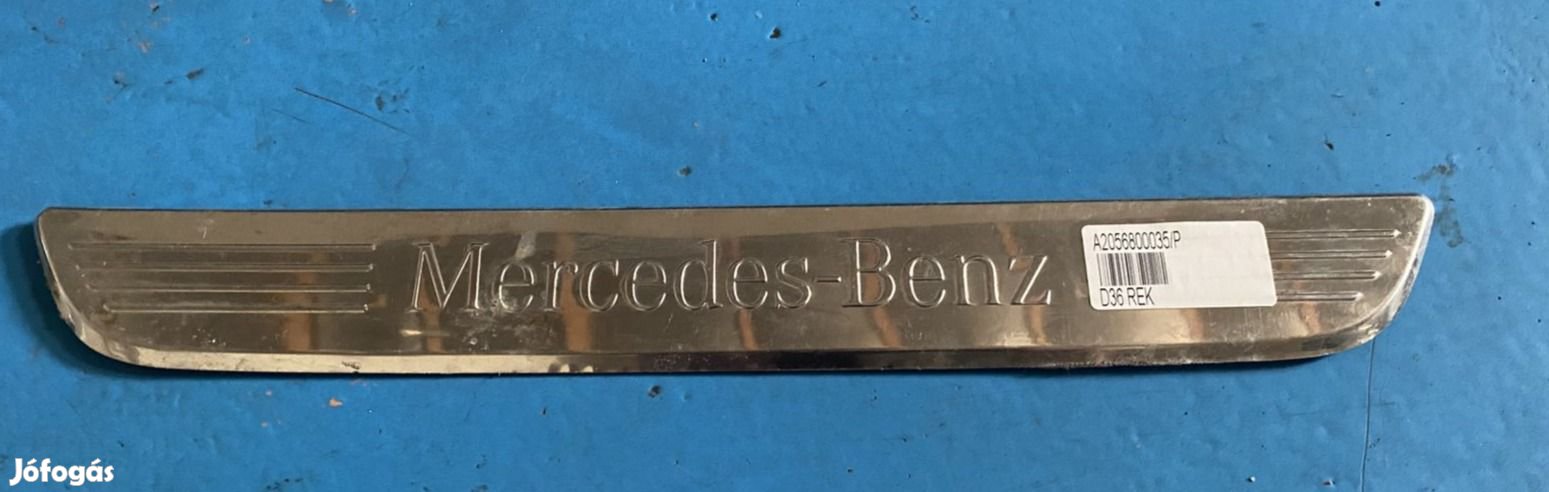 Mercedes-Benz
A2056800035/P
D36 REK
Jófogás